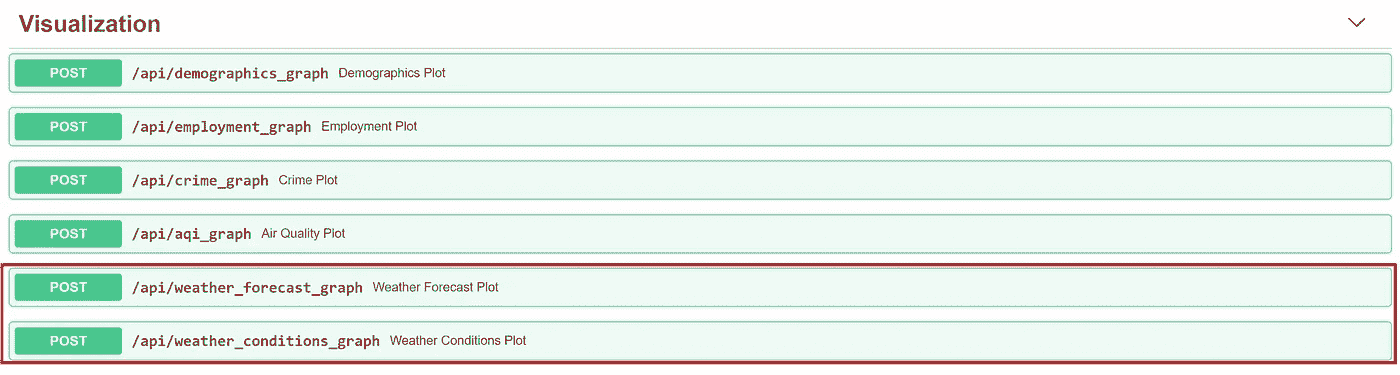 Visualization
POST /api/demographics_graph Demographics Plot
POST /api/employment_graph Employment Plot
POST /api/crime_graph Crime Plot
POST /api/aqi_graph Air Quality Plot
POST /api/weather_forecast_graph Weather Forecast Plot
POST /api/weather_conditions_graph Weather Conditions Plot